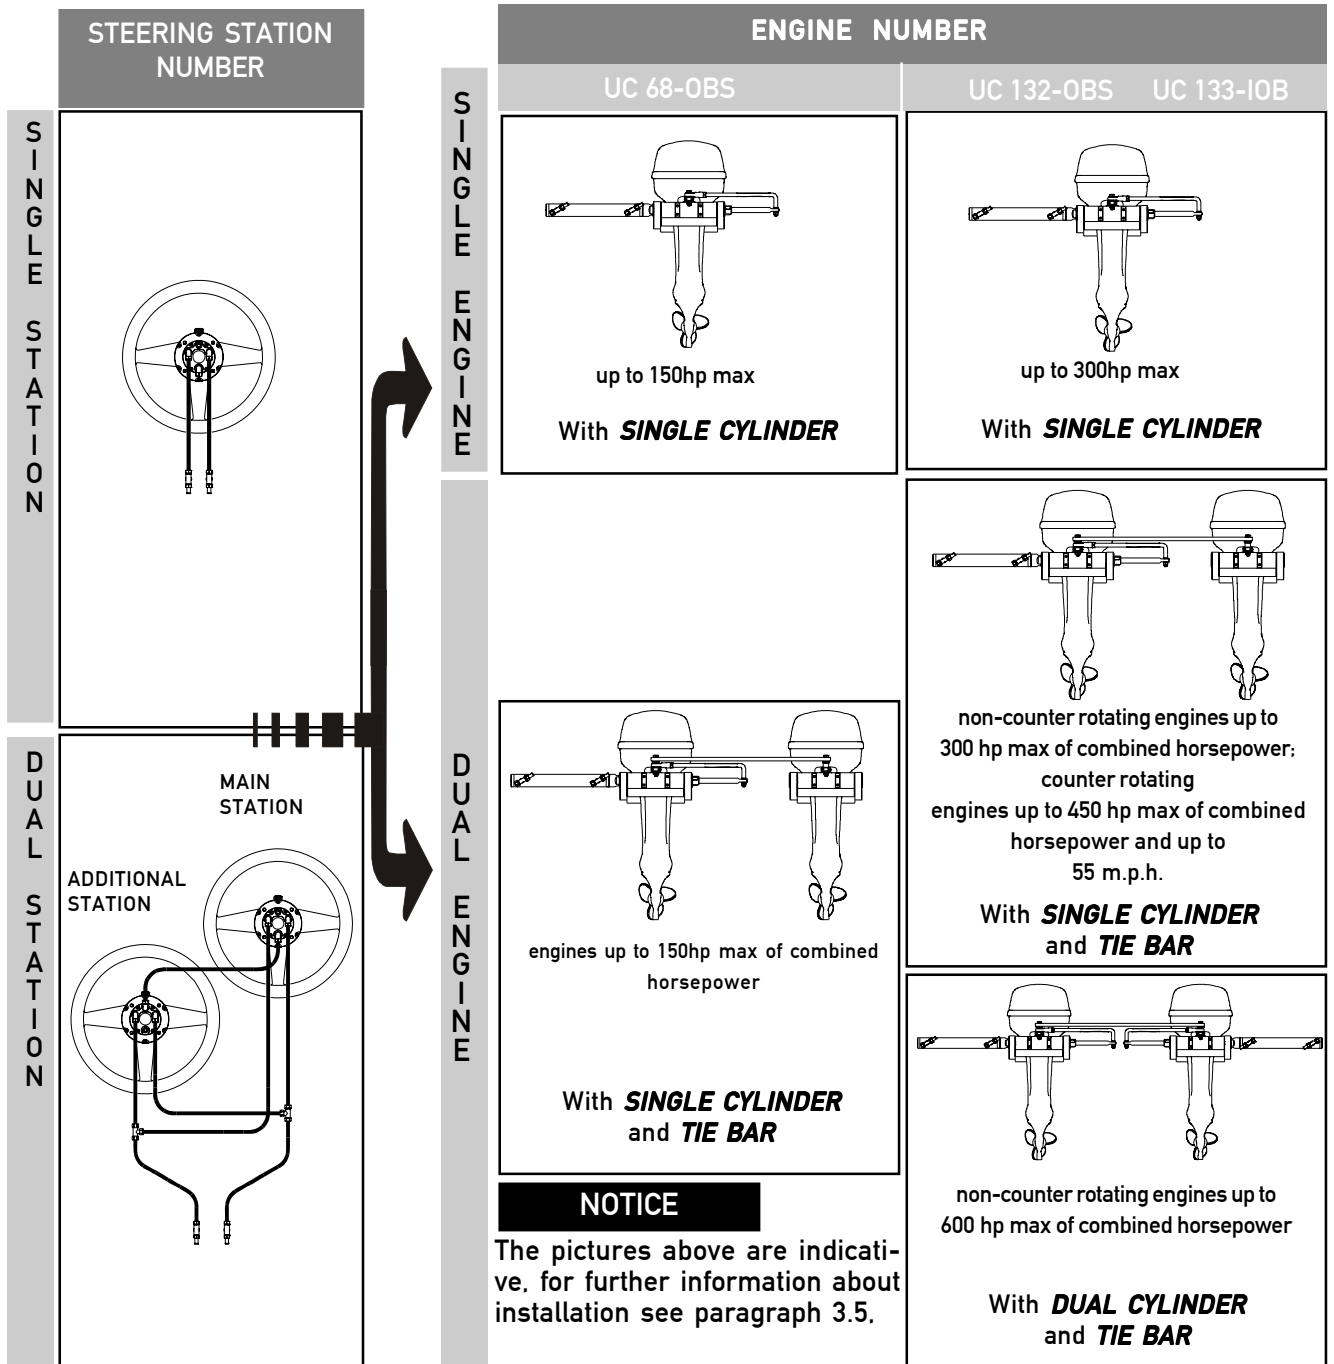 STEERING STATION
NUMBER
ENGINE NUMBER
UC 68-OBS
UC 132-OBS UC 133-IOB
SINGLE STATION
SINGLE ENGINE
up to 150hp max
With SINGLE CYLINDER
up to 300hp max
With SINGLE CYLINDER
DUAL STATION
MAIN
STATION
ADDITIONAL
STATION
DUAL ENGINE
engines up to 150hp max of combined
horsepower
With SINGLE CYLINDER
and TIE BAR
non-counter rotating engines up to
300 hp max of combined horsepower;
counter rotating
engines up to 450 hp max of combined
horsepower and up to
55 m.p.h.
With SINGLE CYLINDER
and TIE BAR
non-counter rotating engines up to
600 hp max of combined horsepower
With DUAL CYLINDER
and TIE BAR
NOTICE
The pictures above are indicati-
ve, for further information about
installation see paragraph 3.5,